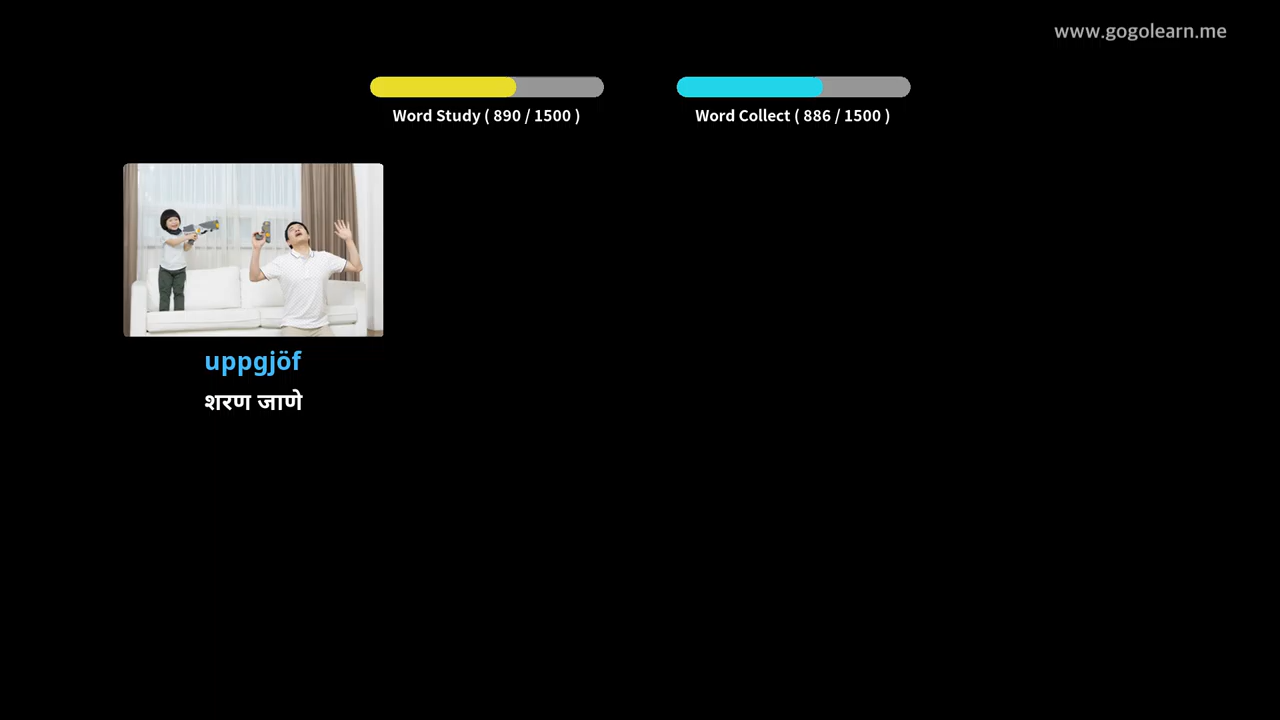 www.gogolearn.me
Word Study ( 890 / 1500 )
Word Collect ( 886 / 1500 )
uppgjöf
शरण जाणे